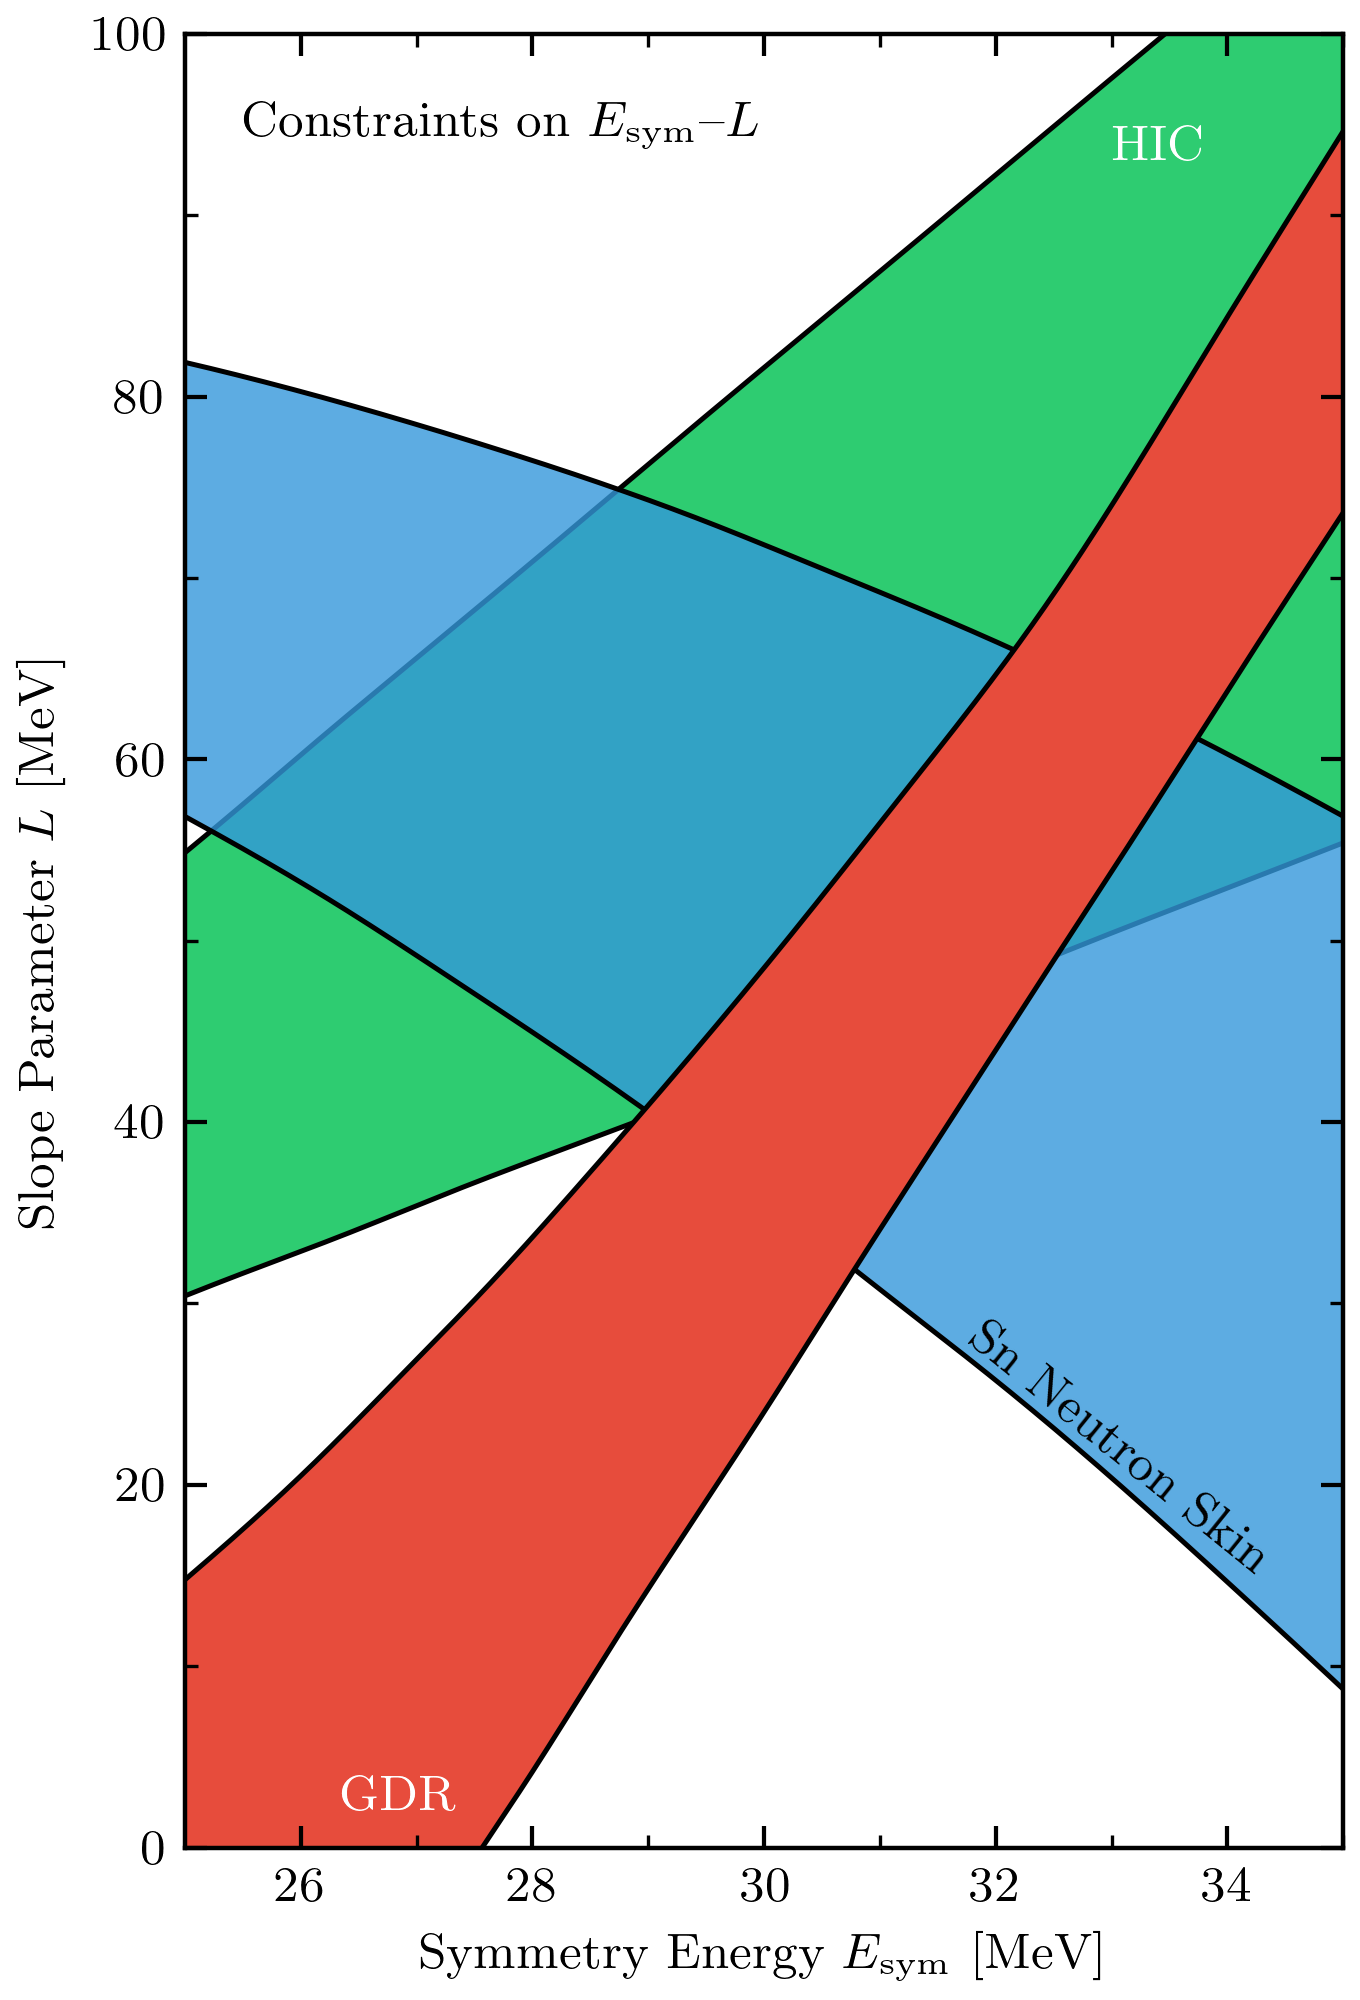 100
Constraints on E_sym–L
HIC
80
60
40
20
0
Slope Parameter L [MeV]
Sn Neutron Skin
GDR
26 28 30 32 34
Symmetry Energy E_sym [MeV]